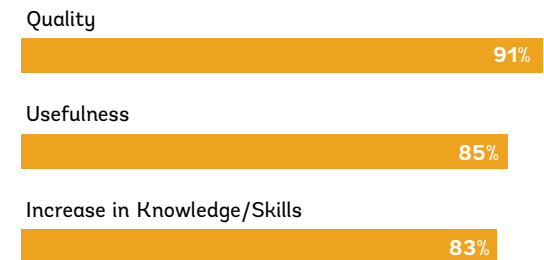 Quality
91%
Usefulness
85%
Increase in Knowledge/Skills
83%